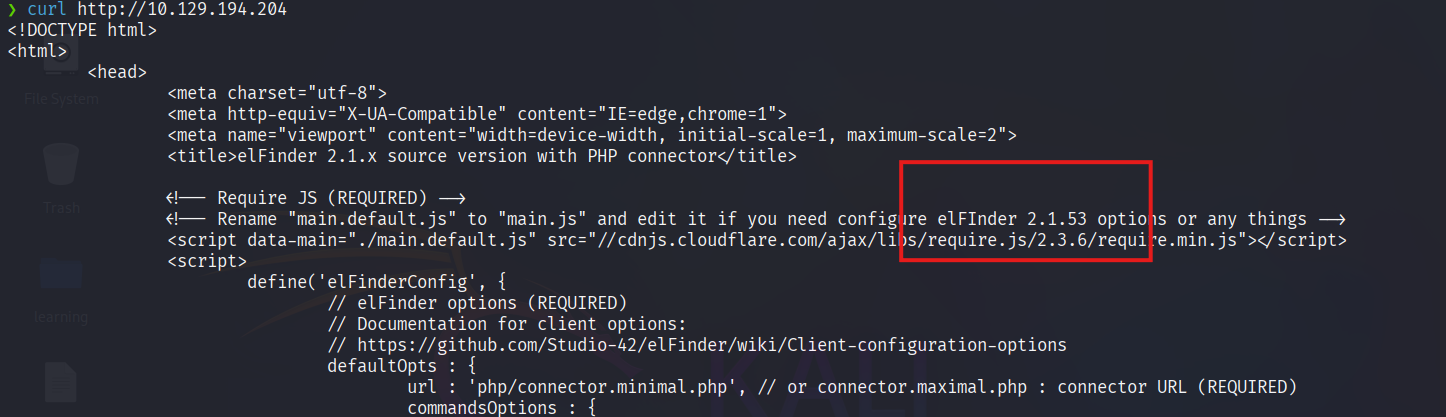 ❯ curl http://10.129.194.204
<!DOCTYPE html>
<html>
<head>
<meta charset="utf-8">
<meta http-equiv="X-UA-Compatible" content="IE=edge,chrome=1">
<meta name="viewport" content="width=device-width, initial-scale=1, maximum-scale=2">
<title>elFinder 2.1.x source version with PHP connector</title>
<!-- Require JS (REQUIRED) -->
<!-- Rename "main.default.js" to "main.js" and edit it if you need configure elFInder 2.1.53 options or any things -->
<script data-main="./main.default.js" src="//cdnjs.cloudflare.com/ajax/libs/require.js/2.3.6/require.min.js"></script>
<script>
define('elFinderConfig', {
// elFinder options (REQUIRED)
// Documentation for client options:
// https://github.com/Studio-42/elFinder/wiki/Client-configuration-options
defaultOpts : {
url : 'php/connector.minimal.php', // or connector.maximal.php : connector URL (REQUIRED)
commandsOptions : {
File System
Trash
learning
KALI